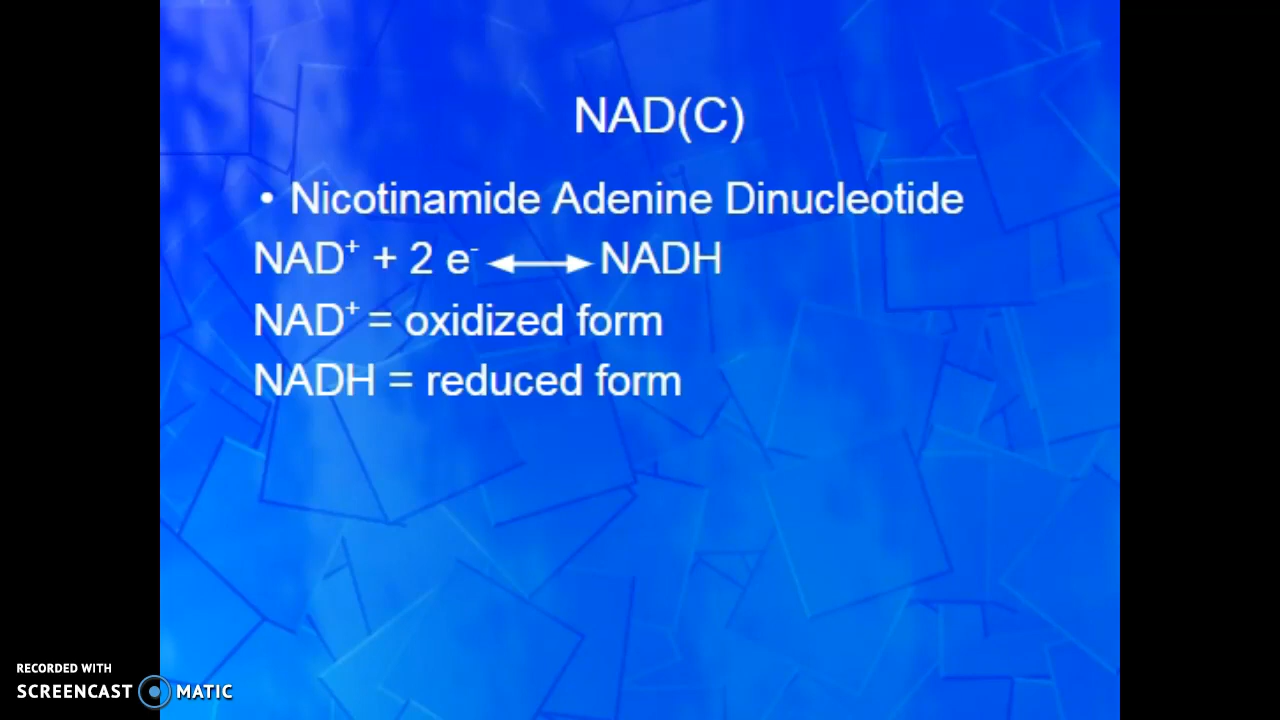 NAD(C)
• Nicotinamide Adenine Dinucleotide
NAD⁺ + 2 e⁻ ⟷ NADH
NAD⁺ = oxidized form
NADH = reduced form
RECORDED WITH
SCREENCAST MATIC